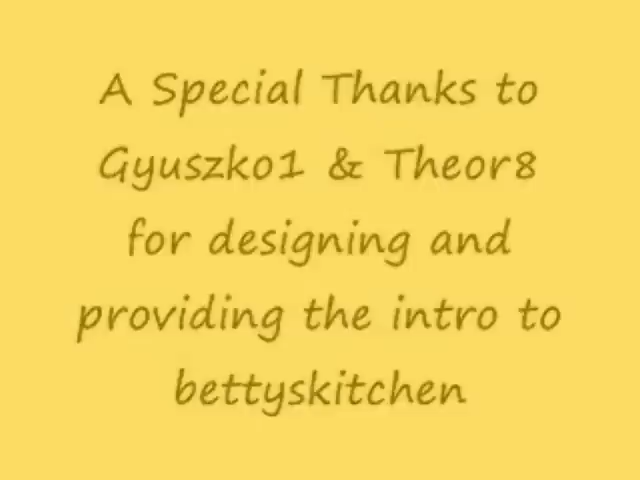 A Special Thanks to
Gyuszko1 & Theor8
for designing and
providing the intro to
bettyskitchen